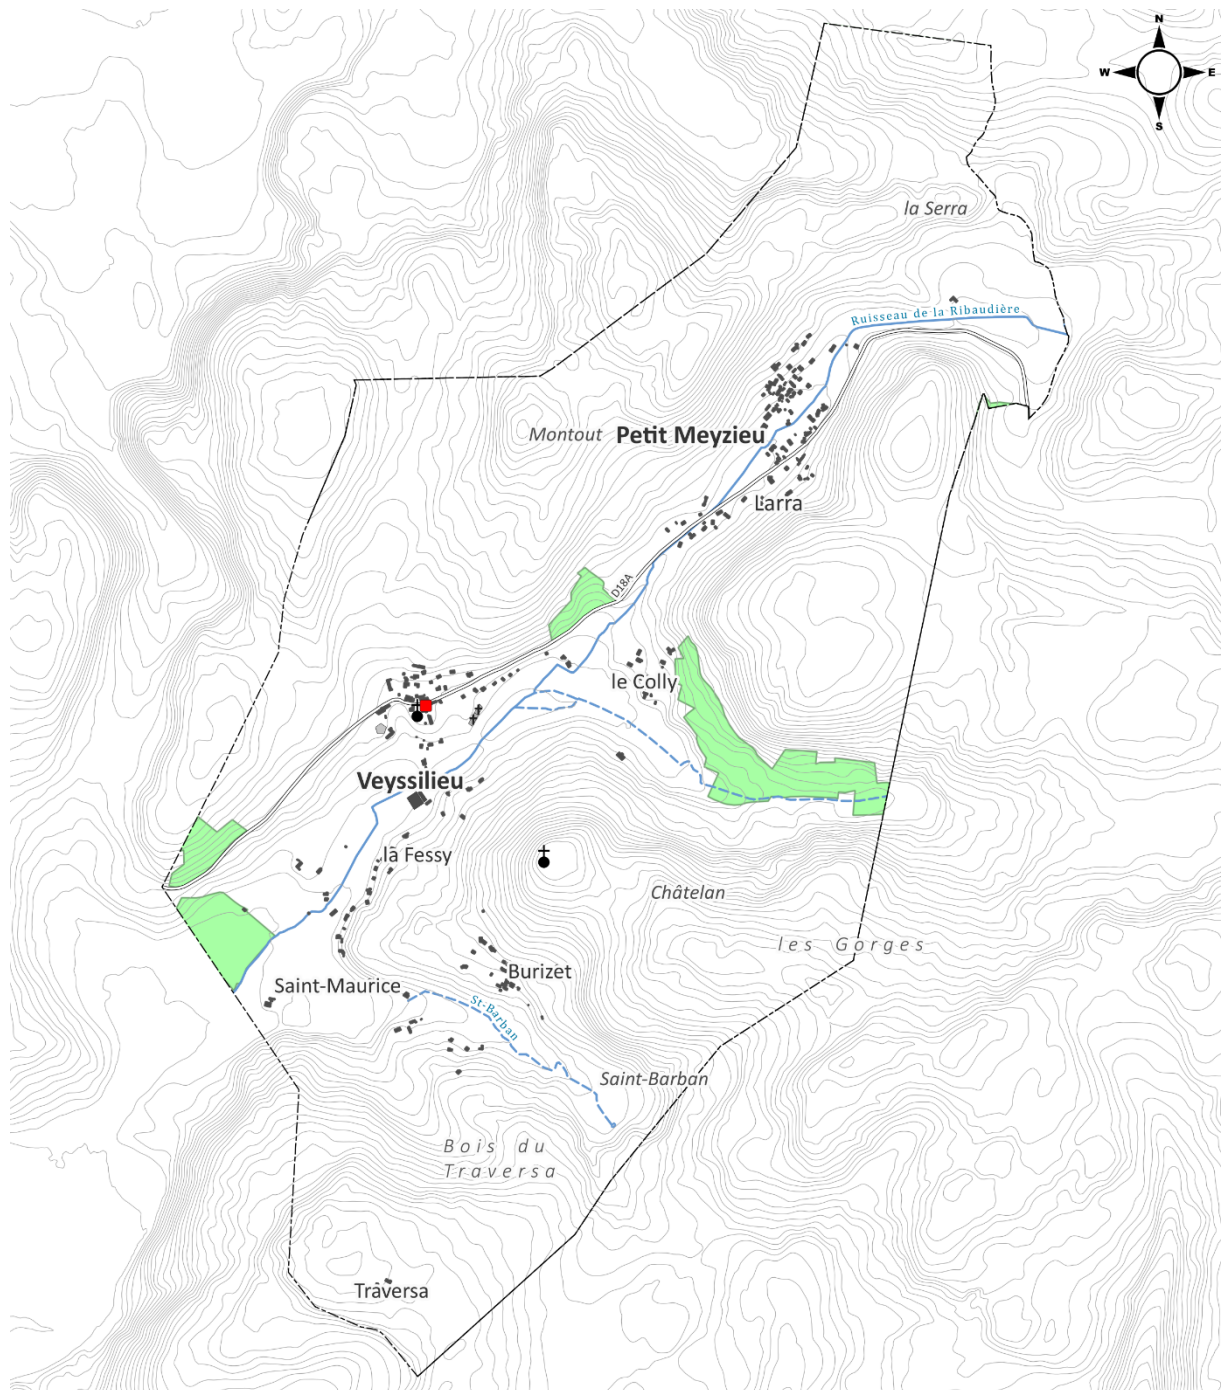 N
W E
S
la Serra
Ruisseau de la Ribaudière
Montout
Petit Meyzieu
Larra
D18A
le Colly
Veyssilieu
la Fessy
Châtelan
les Gorges
Burizet
Saint-Maurice
St-Barban
Saint-Barban
Bois du
Traversa
Traversa